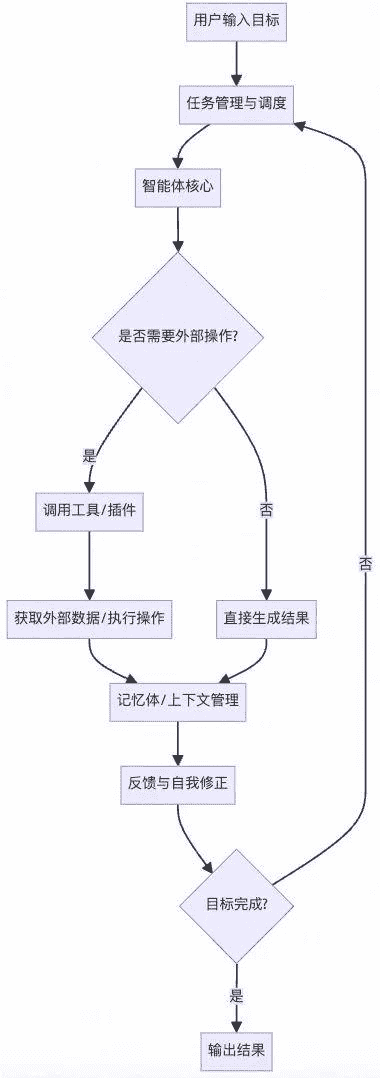 用户输入目标
任务管理与调度
智能体核心
是否需要外部操作?
是
否
调用工具/插件
否
获取外部数据/执行操作
直接生成结果
记忆体/上下文管理
反馈与自我修正
目标完成?
是
输出结果